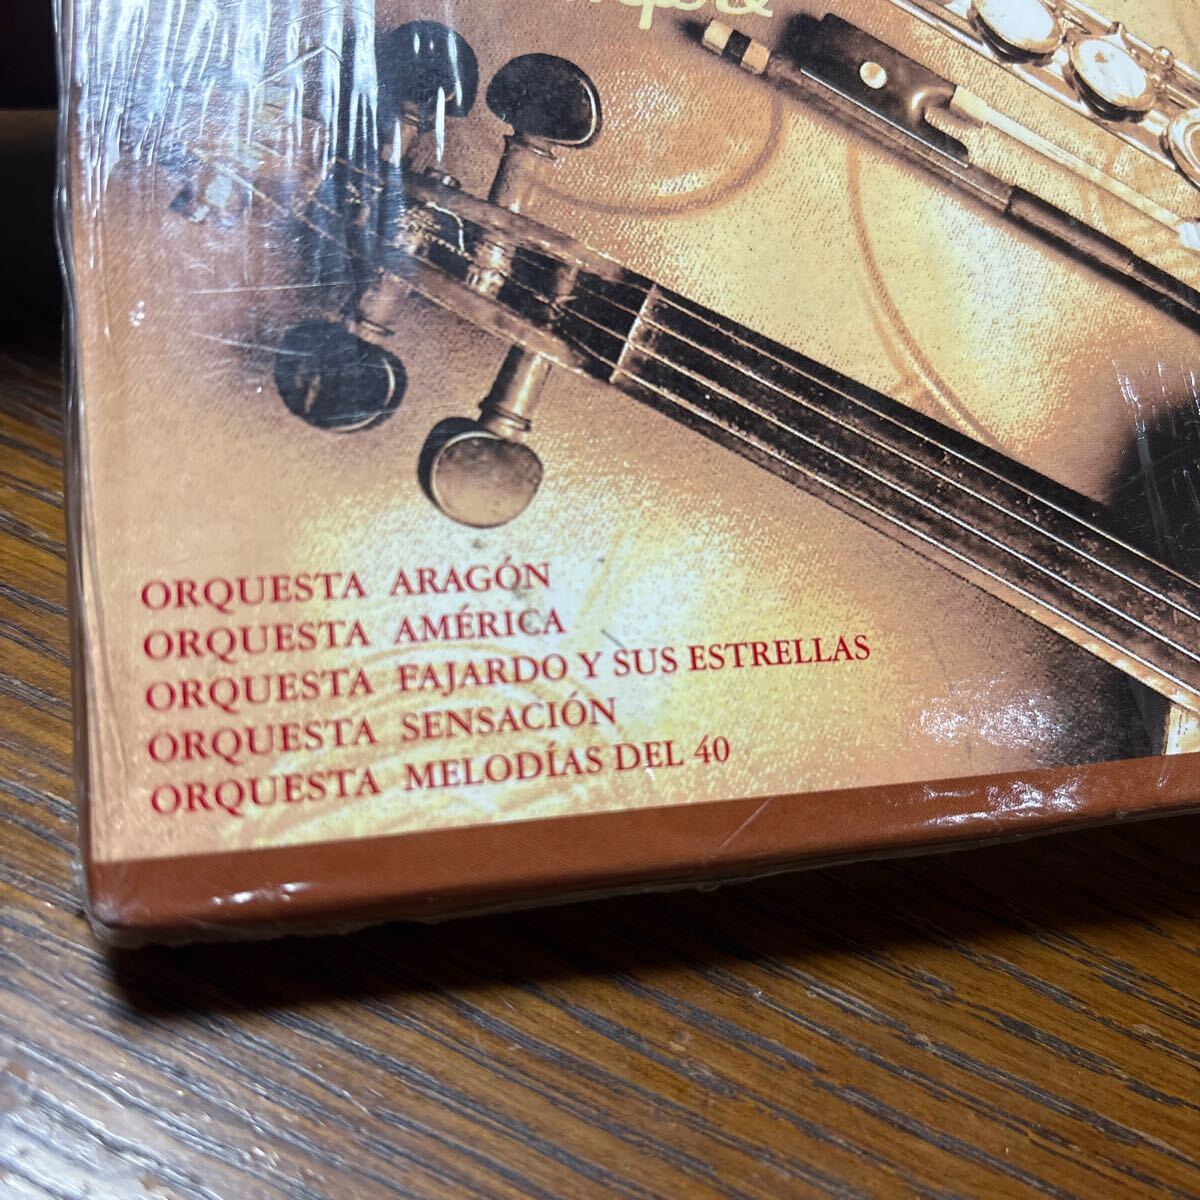 ORQUESTA ARAGÓN
ORQUESTA AMÉRICA
ORQUESTA FAJARDO Y SUS ESTRELLAS
ORQUESTA SENSACIÓN
ORQUESTA MELODÍAS DEL 40